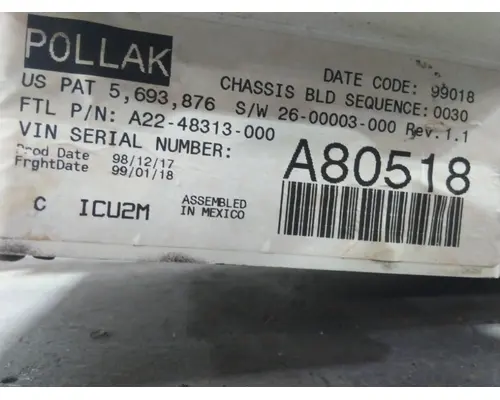 POLLAK
DATE CODE: 99018
US PAT 5,693,876
CHASSIS BLD SEQUENCE:0030
FTL P/N: A22-48313-000
S/W 26-00003-000 Rev.1.1
VIN SERIAL NUMBER:
A80518
Prod Date 98/12/17
FrghtDate 99/01/18
C ICU2M
ASSEMBLED
IN MEXICO